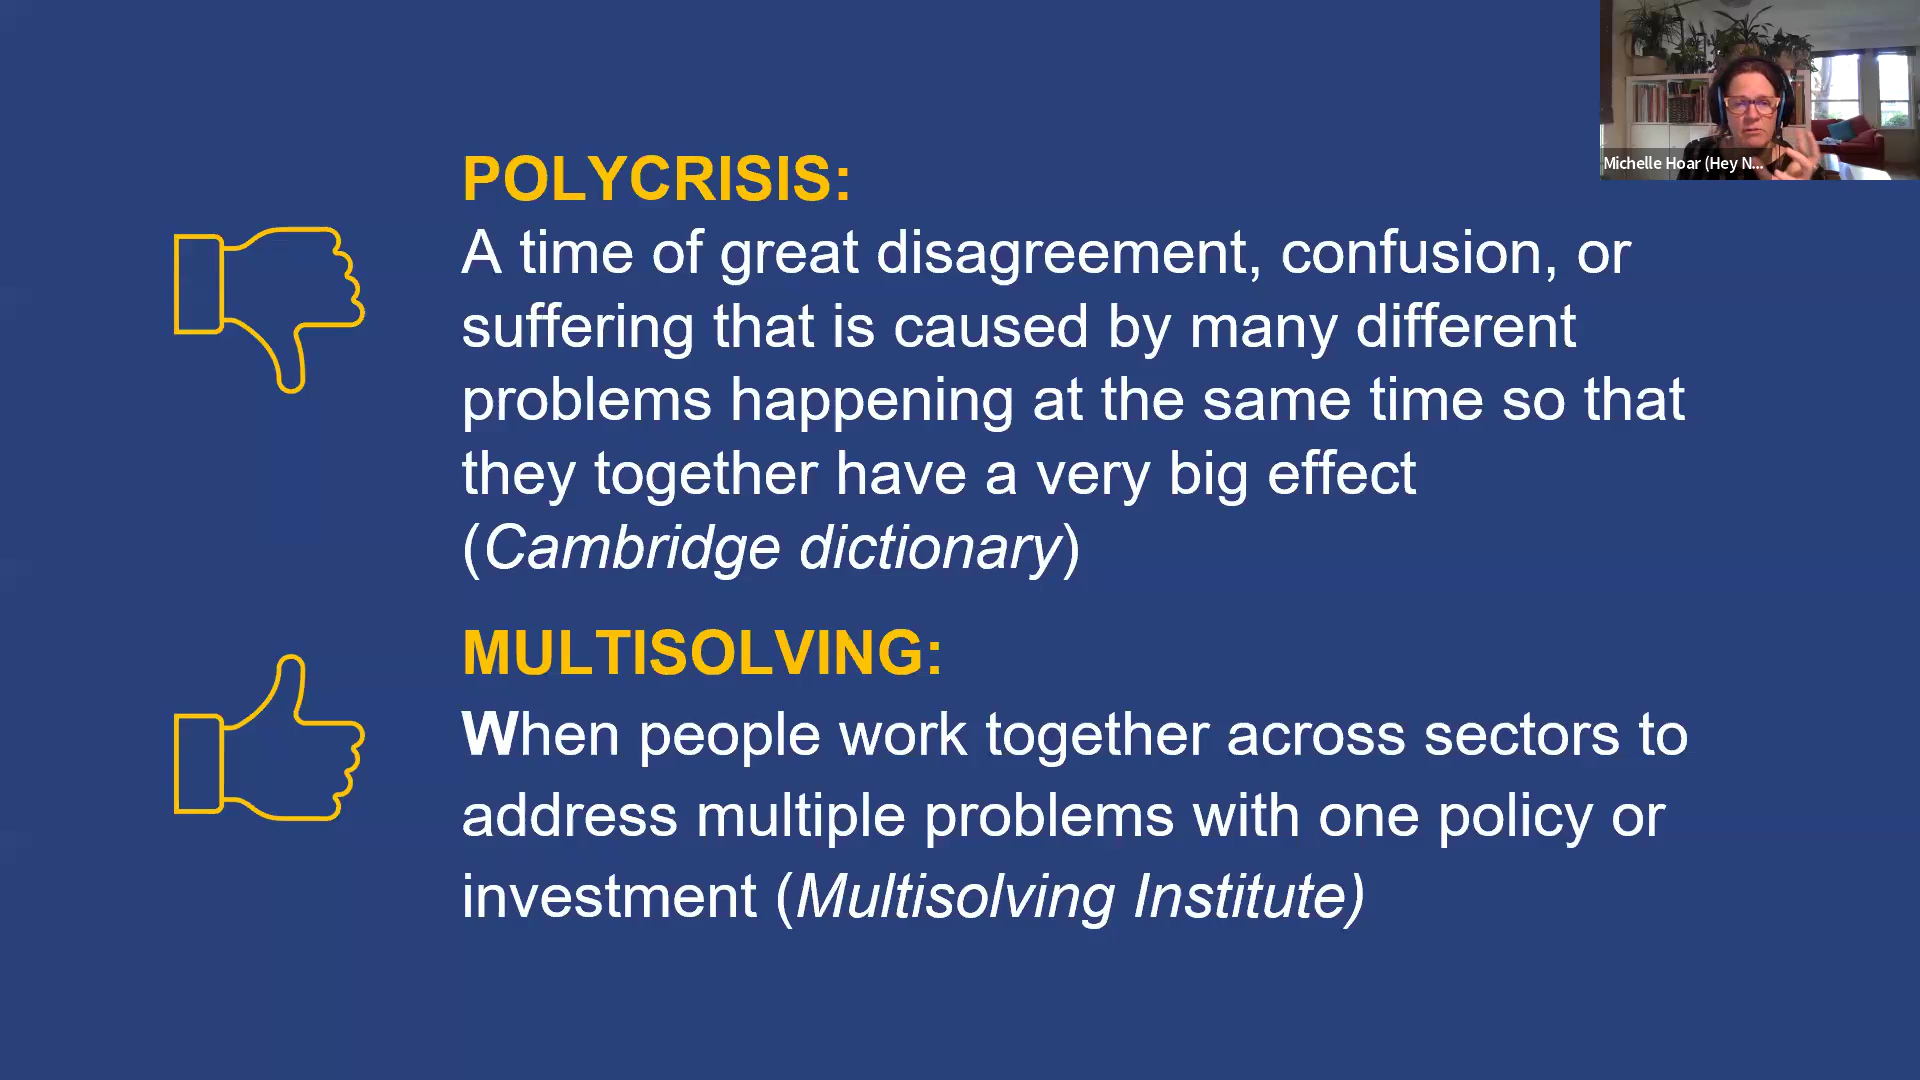 Michelle Hoar (Hey N...
POLYCRISIS:
A time of great disagreement, confusion, or
suffering that is caused by many different
problems happening at the same time so that
they together have a very big effect
(Cambridge dictionary)
MULTISOLVING:
When people work together across sectors to
address multiple problems with one policy or
investment (Multisolving Institute)